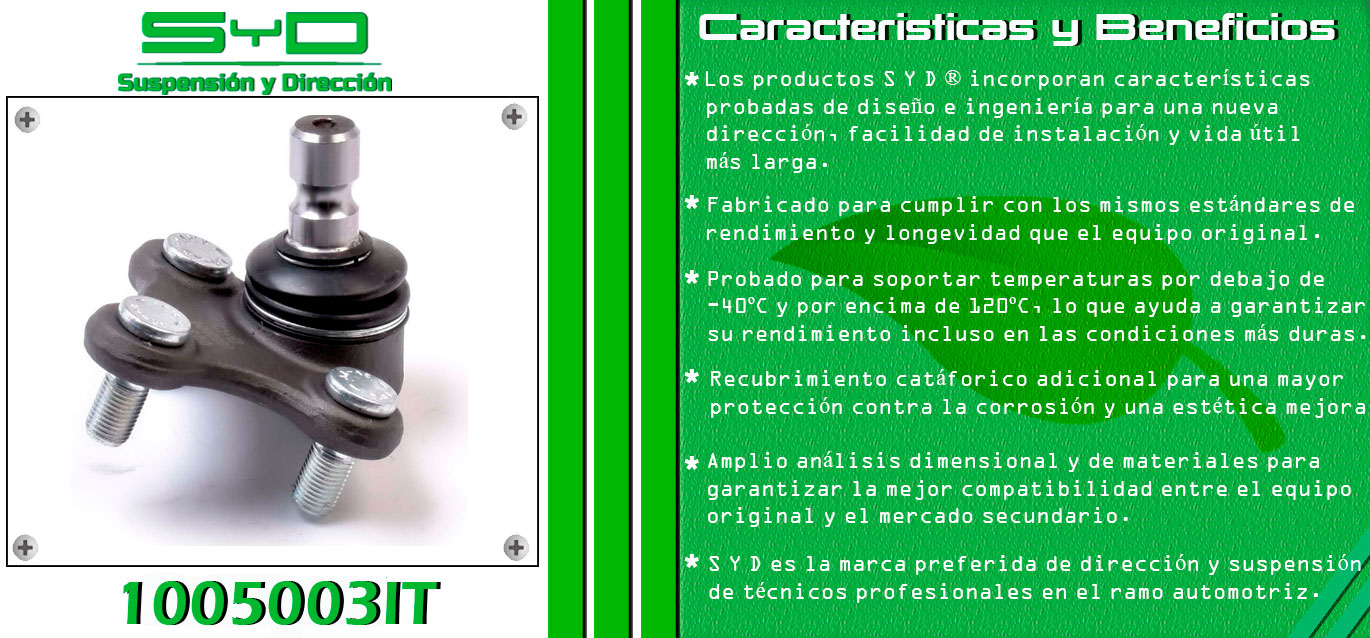 SYD
Suspensión y Dirección
1005003IT
Caracteristicas y Beneficios
* Los productos S Y D ® incorporan características
probadas de diseño e ingeniería para una nueva
dirección, facilidad de instalación y vida útil
más larga.
* Fabricado para cumplir con los mismos estándares de
rendimiento y longevidad que el equipo original.
* Probado para soportar temperaturas por debajo de
-40ºC y por encima de 120ºC, lo que ayuda a garantizar
su rendimiento incluso en las condiciones más duras.
* Recubrimiento catáforico adicional para una mayor
protección contra la corrosión y una estética mejora
* Amplio análisis dimensional y de materiales para
garantizar la mejor compatibilidad entre el equipo
original y el mercado secundario.
* S Y D es la marca preferida de dirección y suspensión
de técnicos profesionales en el ramo automotriz.